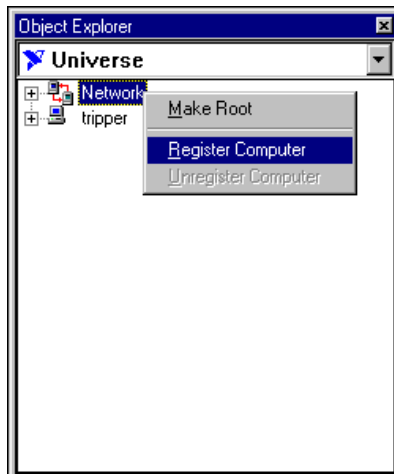 Object Explorer
Universe
Network
tripper
Make Root
Register Computer
Unregister Computer